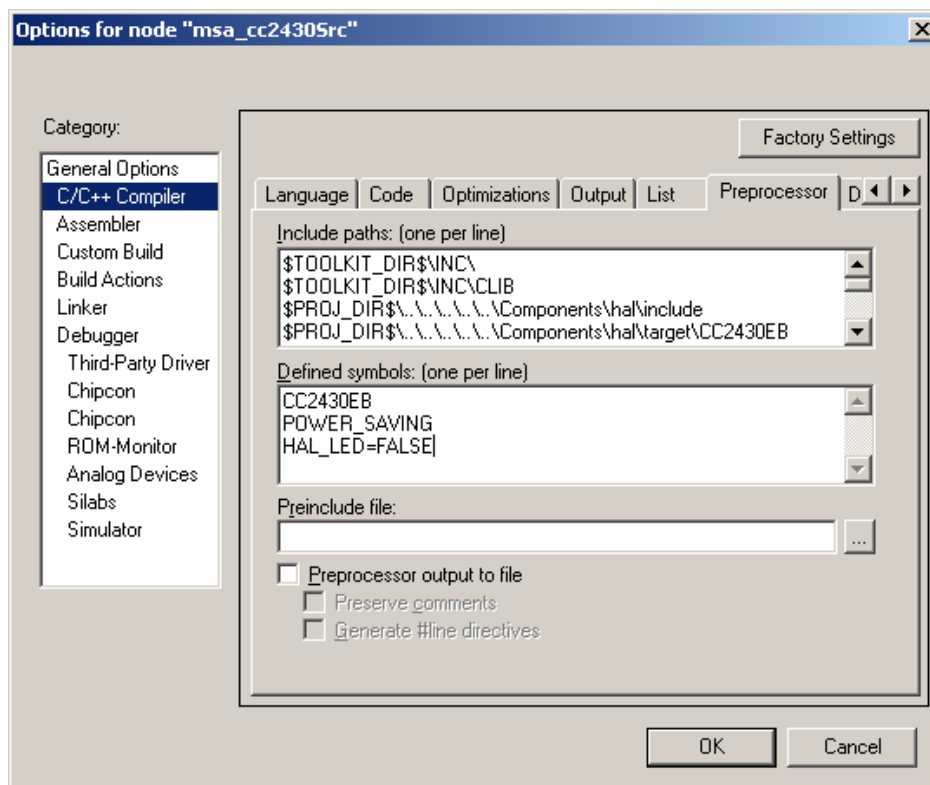 Options for node "msa_cc2430Src"
Category:
General Options
C/C++ Compiler
Assembler
Custom Build
Build Actions
Linker
Debugger
Third-Party Driver
Chipcon
Chipcon
ROM-Monitor
Analog Devices
Silabs
Simulator
Factory Settings
Language Code Optimizations Output List Preprocessor D
Include paths: (one per line)
$TOOLKIT_DIR$\INC\
$TOOLKIT_DIR$\INC\CLIB
$PROJ_DIR$\..\..\..\..\..\Components\hal\include
$PROJ_DIR$\..\..\..\..\..\Components\hal\target\CC2430EB
Defined symbols: (one per line)
CC2430EB
POWER_SAVING
HAL_LED=FALSE
Preinclude file:
...
Preprocessor output to file
Preserve comments
Generate #line directives
OK Cancel